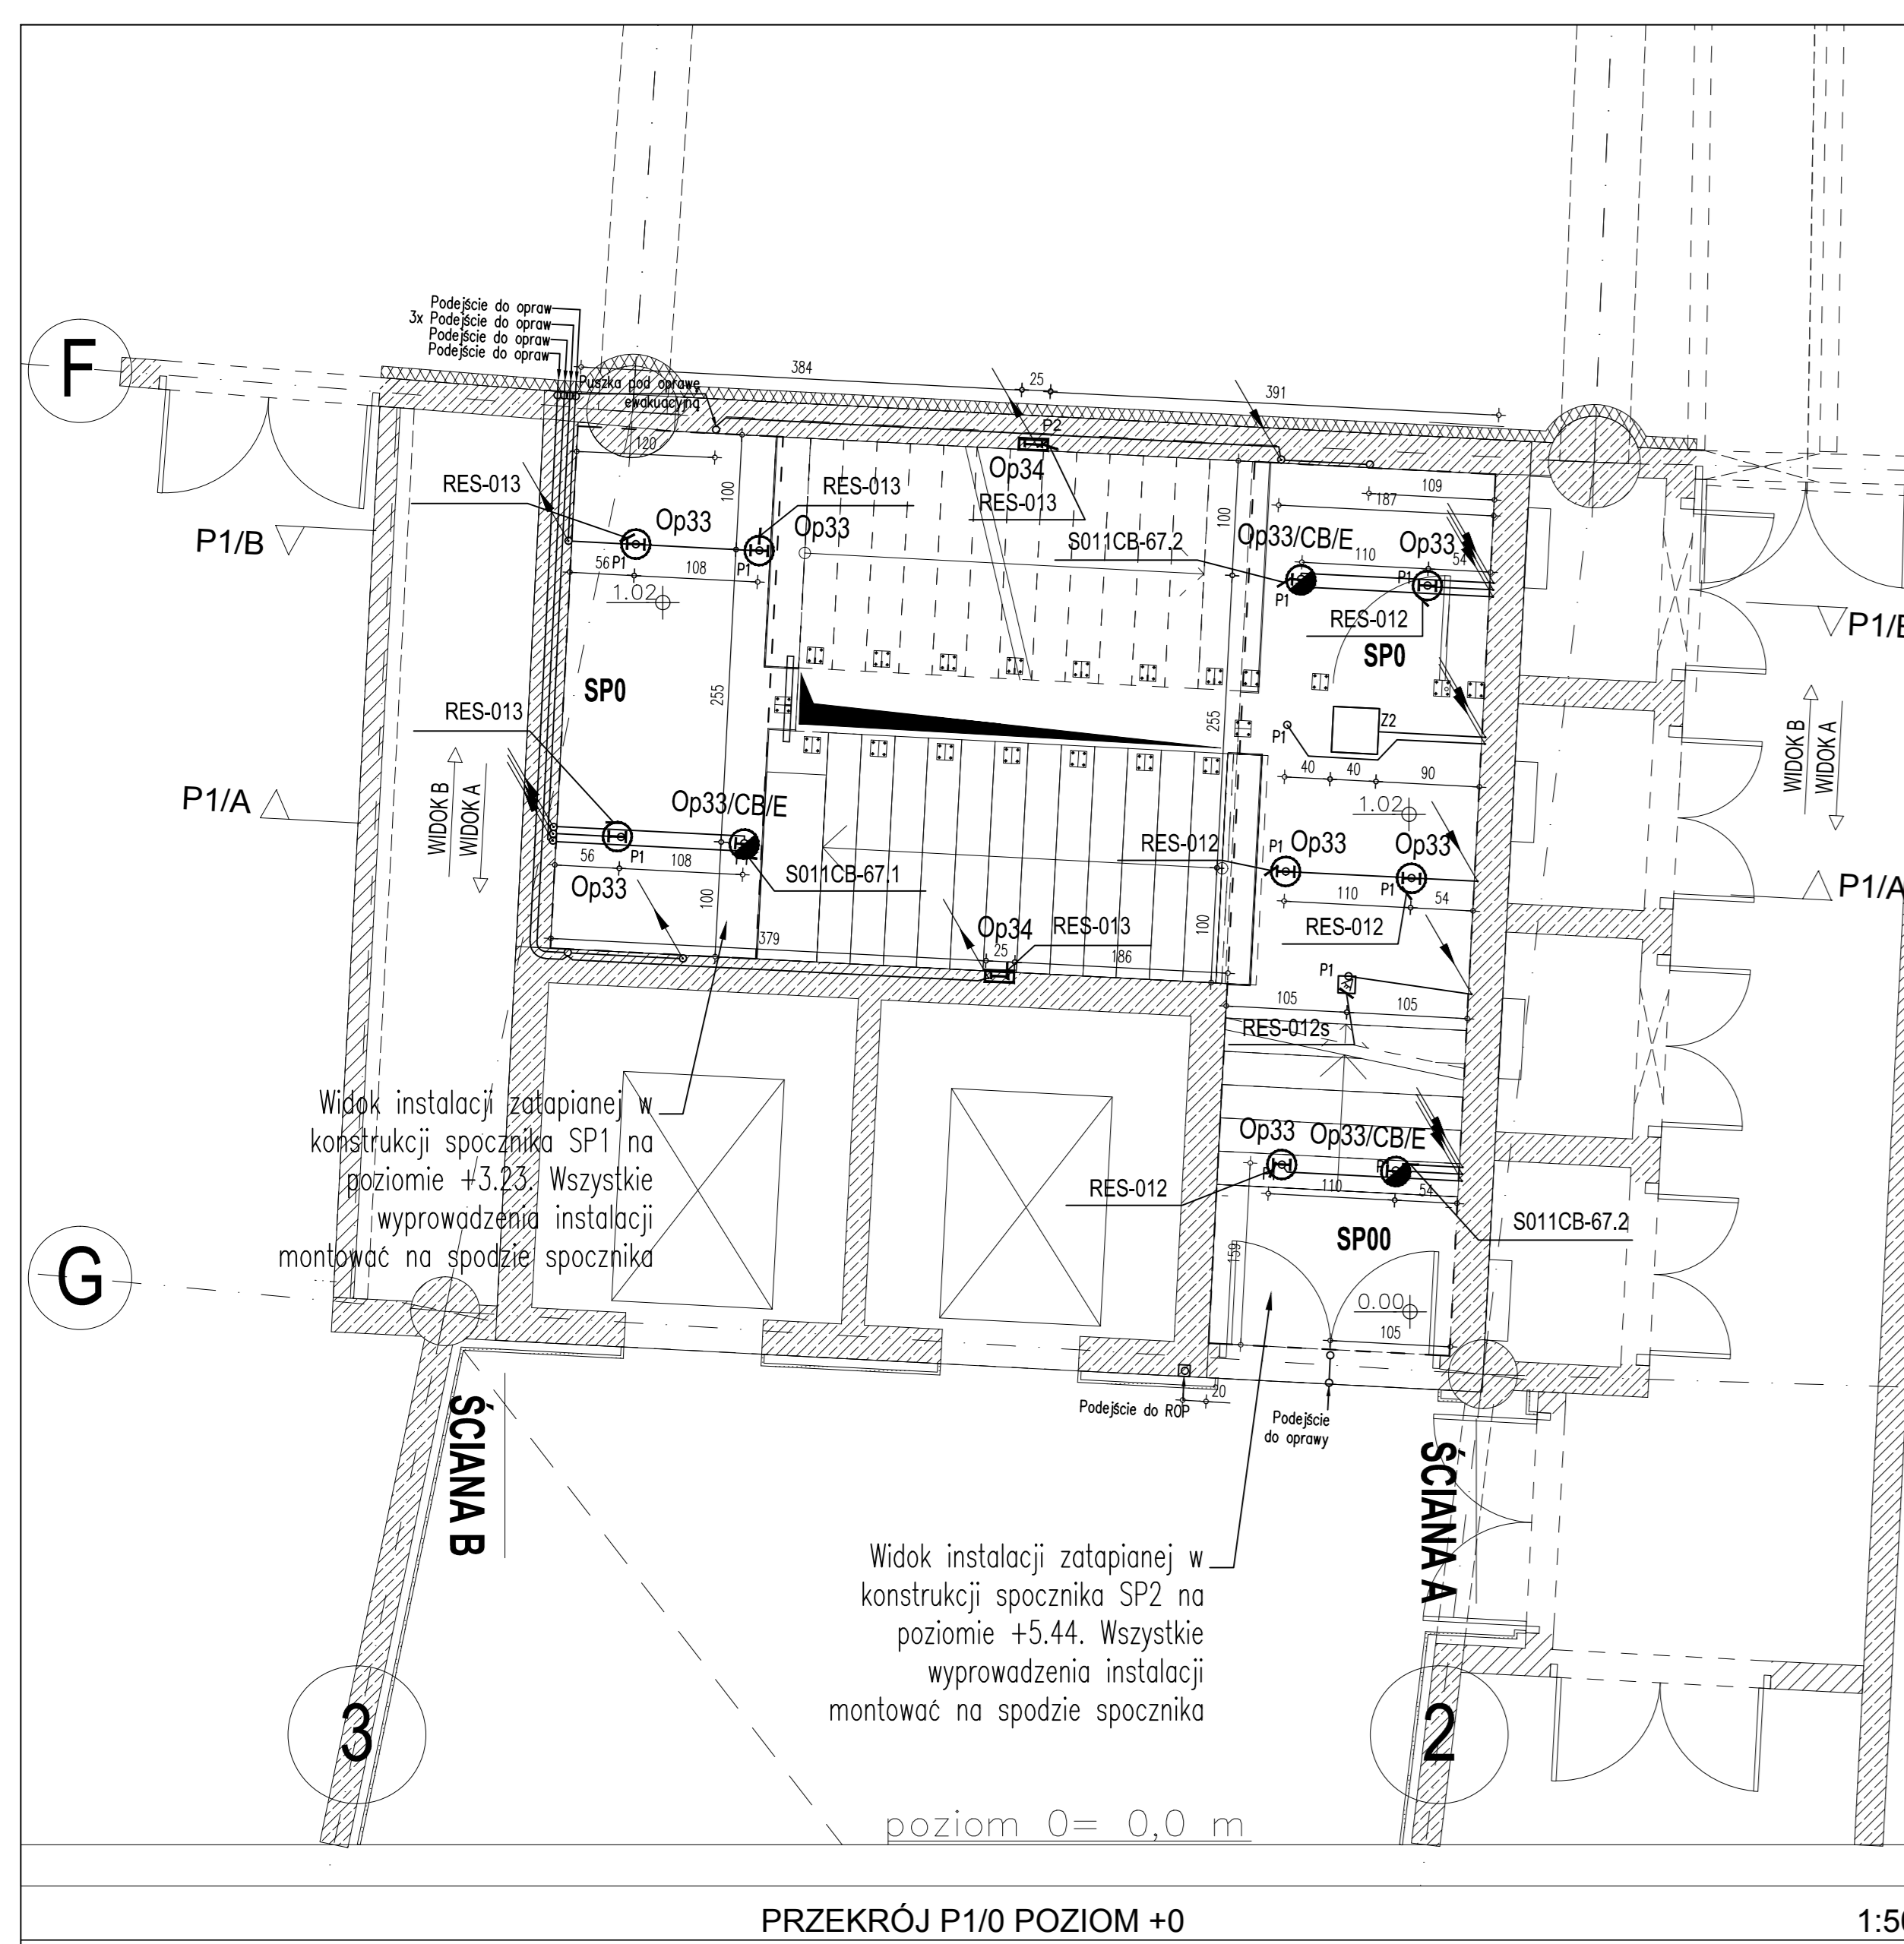 Podejście do opraw
3x Podejście do opraw
Podejście do opraw
Podejście do opraw
F
384
25
391
Puszka pod oprawę
ewakuacyjną
P2
120
Op34
RES-013
RES-013
RES-013
109
187
100
100
P1/B
Op33
Op33
S011CB-67.2
Op33/CB/E
Op33
110
54
56
P1
108
P1
P1
P1
1.02
RES-012
P1/B
SP0
SP0
255
255
RES-013
Z2
P1
WIDOK B
WIDOK A
WIDOK B
WIDOK A
40
40
90
P1/A
Op33/CB/E
1.02
RES-012
P1
Op33
Op33
56
P1
108
P1
S011CB-67.1
P1
P1/A
Op33
110
54
100
100
Op34
RES-013
RES-012
379
25
186
P1
105
105
RES-012s
Widok instalacji zatapianej w
konstrukcji spocznika SP1 na
poziomie +3.23. Wszystkie
wyprowadzenia instalacji
montować na spodzie spocznika
Op33
Op33/CB/E
RES-012
110
54
S011CB-67.2
SP00
159
G
0.00
105
20
Podejście do ROP
Podejście
do oprawy
ŚCIANA B
ŚCIANA A
Widok instalacji zatapianej w
konstrukcji spocznika SP2 na
poziomie +5.44. Wszystkie
wyprowadzenia instalacji
montować na spodzie spocznika
3
2
poziom 0= 0,0 m
PRZEKRÓJ P1/0 POZIOM +0
1:50